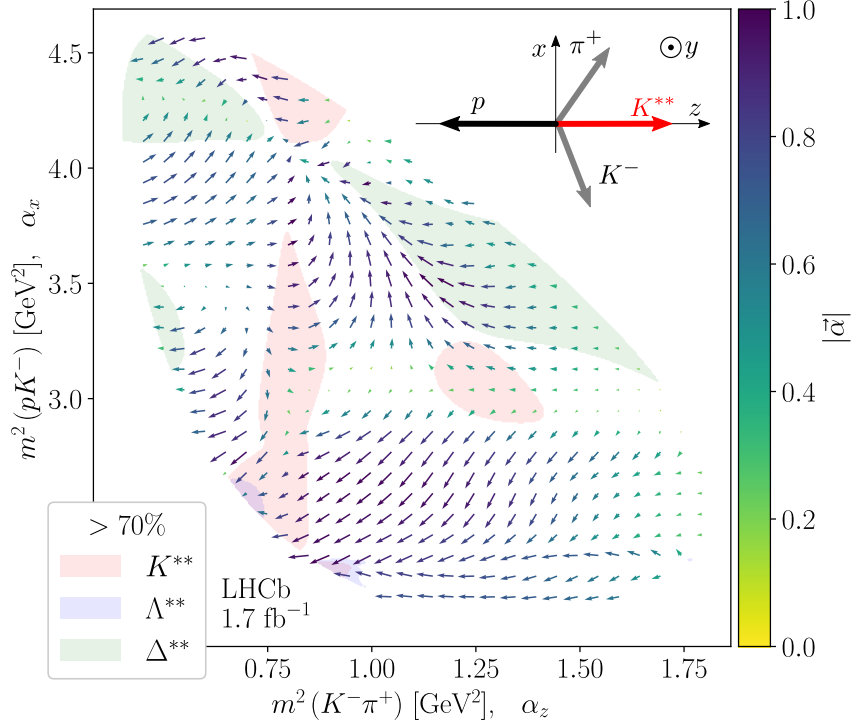 4.5
4.0
3.5
3.0
m² (pK⁻) [GeV²], αₓ
x
π⁺
y
p
K**
z
K⁻
1.0
0.8
0.6
0.4
0.2
0.0
|α⃗|
> 70%
K**
Λ**
Δ**
LHCb
1.7 fb⁻¹
0.75 1.00 1.25 1.50 1.75
m² (K⁻π⁺) [GeV²], α_z